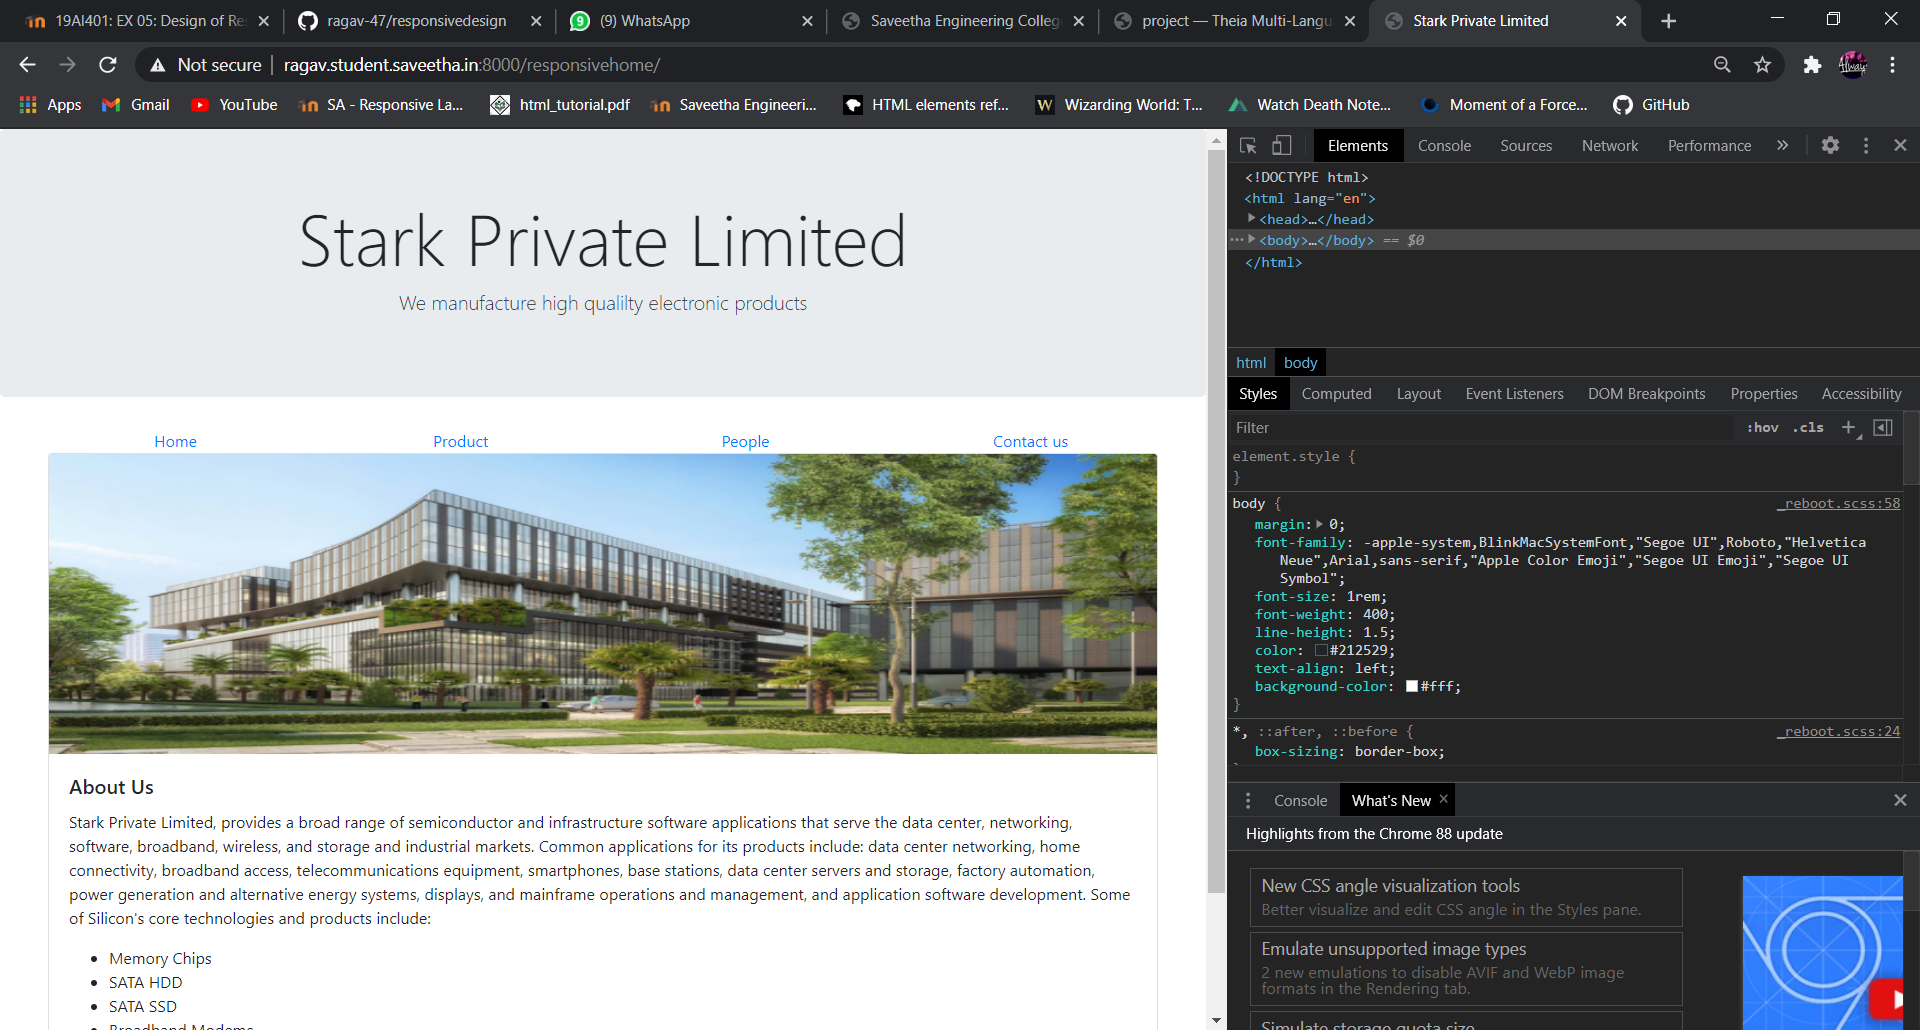 19AI401: EX 05: Design of Res
ragav-47/responsivedesign
(9) WhatsApp
Saveetha Engineering Colleg
project — Theia Multi-Langu
Stark Private Limited
Not secure
ragav.student.saveetha.in:8000/responsivehome/
Apps
Gmail
YouTube
SA - Responsive La...
html_tutorial.pdf
Saveetha Engineeri...
HTML elements ref...
Wizarding World: T...
Watch Death Note...
Moment of a Force...
GitHub
Stark Private Limited
We manufacture high qualilty electronic products
Home
Product
People
Contact us
About Us
Stark Private Limited, provides a broad range of semiconductor and infrastructure software applications that serve the data center, networking,
software, broadband, wireless, and storage and industrial markets. Common applications for its products include: data center networking, home
connectivity, broadband access, telecommunications equipment, smartphones, base stations, data center servers and storage, factory automation,
power generation and alternative energy systems, displays, and mainframe operations and management, and application software development. Some
of Silicon's core technologies and products include:
Memory Chips
SATA HDD
SATA SSD
Broadband Modems
Elements
Console
Sources
Network
Performance
<!DOCTYPE html>
<html lang="en">
<head>…</head>
<body>…</body> == $0
</html>
html
body
Styles
Computed
Layout
Event Listeners
DOM Breakpoints
Properties
Accessibility
Filter
:hov
.cls
element.style {
}
body {
_reboot.scss:58
margin: 0;
font-family: -apple-system,BlinkMacSystemFont,"Segoe UI",Roboto,"Helvetica
Neue",Arial,sans-serif,"Apple Color Emoji","Segoe UI Emoji","Segoe UI
Symbol";
font-size: 1rem;
font-weight: 400;
line-height: 1.5;
color: #212529;
text-align: left;
background-color: #fff;
}
*, ::after, ::before {
_reboot.scss:24
box-sizing: border-box;
Console
What's New
Highlights from the Chrome 88 update
New CSS angle visualization tools
Better visualize and edit CSS angle in the Styles pane.
Emulate unsupported image types
2 new emulations to disable AVIF and WebP image
formats in the Rendering tab.
Simulate storage quota size